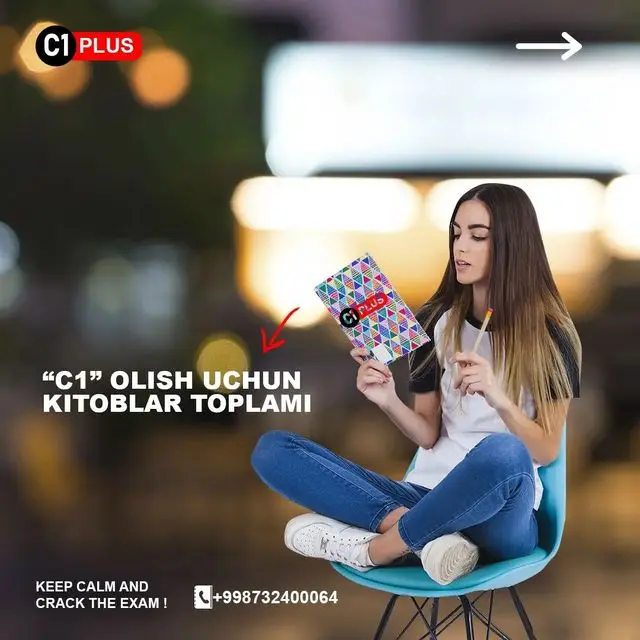 C1 PLUS
C1 PLUS
“C1” OLISH UCHUN
KITOBLAR TOPLAMI
KEEP CALM AND
CRACK THE EXAM !
+998732400064